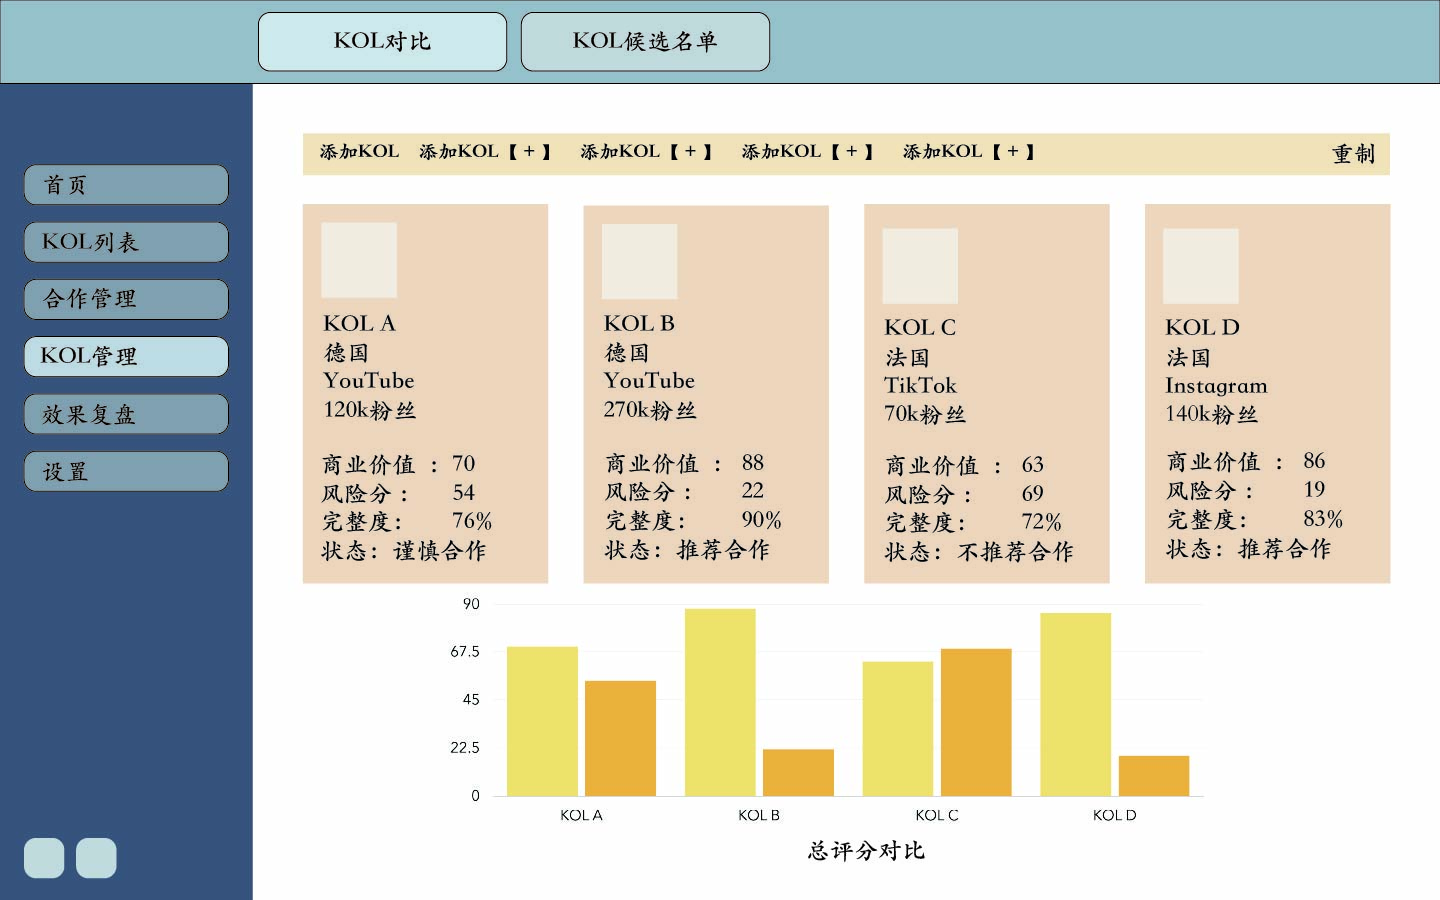 KOL对比
KOL候选名单
首页
KOL列表
合作管理
KOL管理
效果复盘
设置
添加KOL 添加KOL【+】 添加KOL【+】 添加KOL【+】 添加KOL【+】 重制
KOL A
德国
YouTube
120k粉丝
商业价值 : 70
风险分 : 54
完整度: 76%
状态: 谨慎合作
KOL B
德国
YouTube
270k粉丝
商业价值 : 88
风险分 : 22
完整度: 90%
状态: 推荐合作
KOL C
法国
TikTok
70k粉丝
商业价值 : 63
风险分 : 69
完整度: 72%
状态: 不推荐合作
KOL D
法国
Instagram
140k粉丝
商业价值 : 86
风险分 : 19
完整度: 83%
状态: 推荐合作
90
67.5
45
22.5
0
KOL A KOL B KOL C KOL D
总评分对比